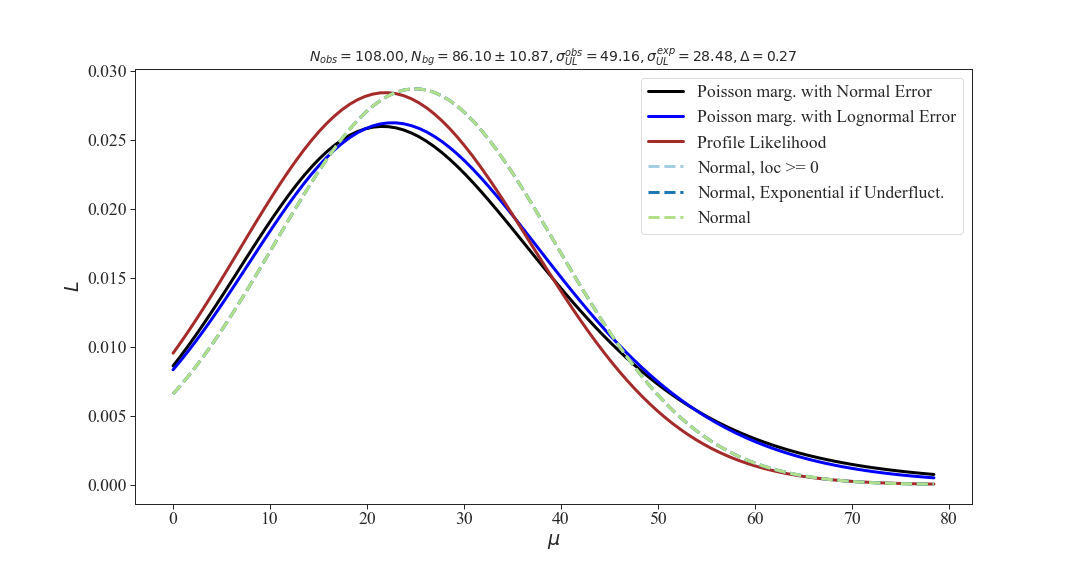 N_obs = 108.00, N_bg = 86.10 ± 10.87, σ_UL^obs = 49.16, σ_UL^exp = 28.48, Δ = 0.27
0.030
0.025
0.020
0.015
0.010
0.005
0.000
L
Poisson marg. with Normal Error
Poisson marg. with Lognormal Error
Profile Likelihood
Normal, loc >= 0
Normal, Exponential if Underfluct.
Normal
0 10 20 30 40 50 60 70 80
μ